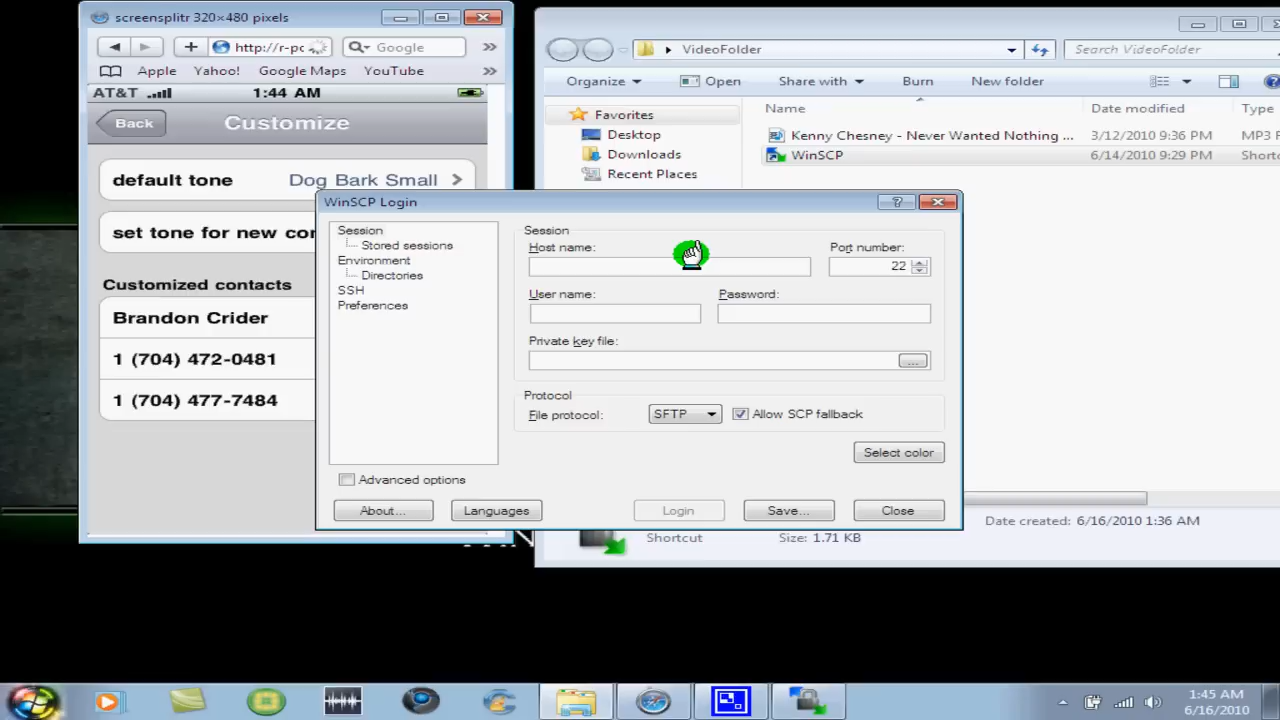 screensplitr 320×480 pixels
http://r-pc
Google
Apple Yahoo! Google Maps YouTube
AT&T 1:44 AM
Back Customize
default tone Dog Bark Small
set tone for new con
Customized contacts
Brandon Crider
1 (704) 472-0481
1 (704) 477-7484
VideoFolder
Search VideoFolder
Organize Open Share with Burn New folder
Favorites
Desktop
Downloads
Recent Places
Name Date modified Type
Kenny Chesney - Never Wanted Nothing ... 3/12/2010 9:36 PM MP3 F
WinSCP 6/14/2010 9:29 PM Shortc
WinSCP Login
Session
Stored sessions
Environment
Directories
SSH
Preferences
Session
Host name: Port number:
22
User name: Password:
Private key file:
...
Protocol
File protocol: SFTP Allow SCP fallback
Select color
Advanced options
About... Languages Login Save... Close
Date created: 6/16/2010 1:36 AM
Shortcut Size: 1.71 KB
1:45 AM
6/16/2010